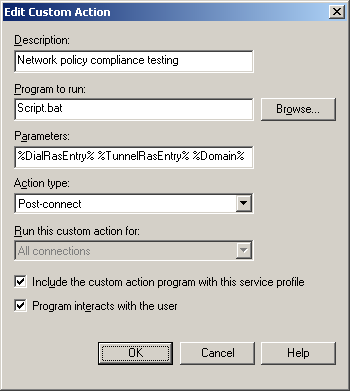 Edit Custom Action
Description:
Network policy compliance testing
Program to run:
Script.bat
Browse...
Parameters:
%DialRasEntry% %TunnelRasEntry% %Domain%
Action type:
Post-connect
Run this custom action for:
All connections
Include the custom action program with this service profile
Program interacts with the user
OK
Cancel
Help